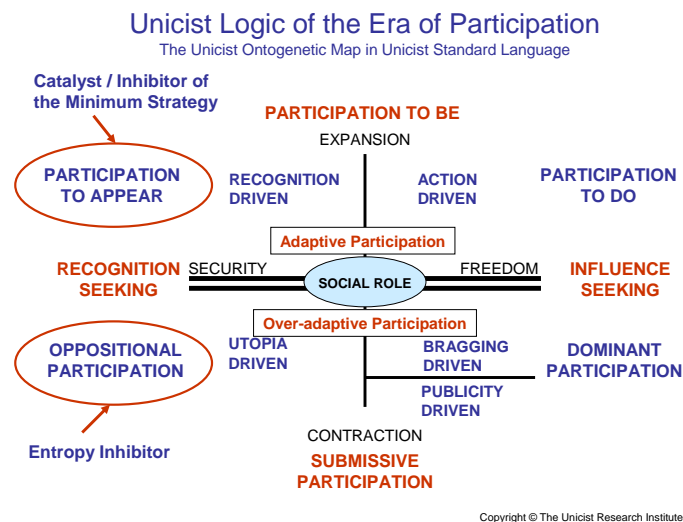 Unicist Logic of the Era of Participation
The Unicist Ontogenetic Map in Unicist Standard Language
Catalyst / Inhibitor of
the Minimum Strategy
PARTICIPATION TO BE
EXPANSION
PARTICIPATION
TO APPEAR
RECOGNITION
DRIVEN
ACTION
DRIVEN
PARTICIPATION
TO DO
Adaptive Participation
RECOGNITION
SEEKING
SECURITY
SOCIAL ROLE
FREEDOM
INFLUENCE
SEEKING
Over-adaptive Participation
OPPOSITIONAL
PARTICIPATION
UTOPIA
DRIVEN
BRAGGING
DRIVEN
DOMINANT
PARTICIPATION
PUBLICITY
DRIVEN
CONTRACTION
Entropy Inhibitor
SUBMISSIVE
PARTICIPATION
Copyright © The Unicist Research Institute